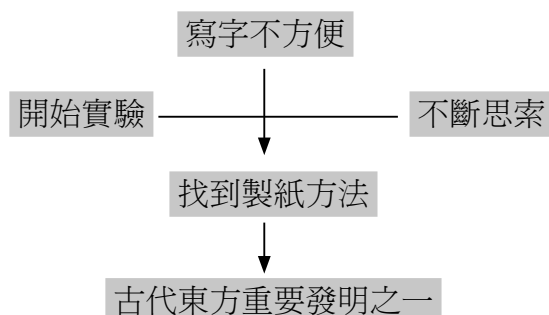 寫字不方便
開始實驗
不斷思索
找到製紙方法
古代東方重要發明之一